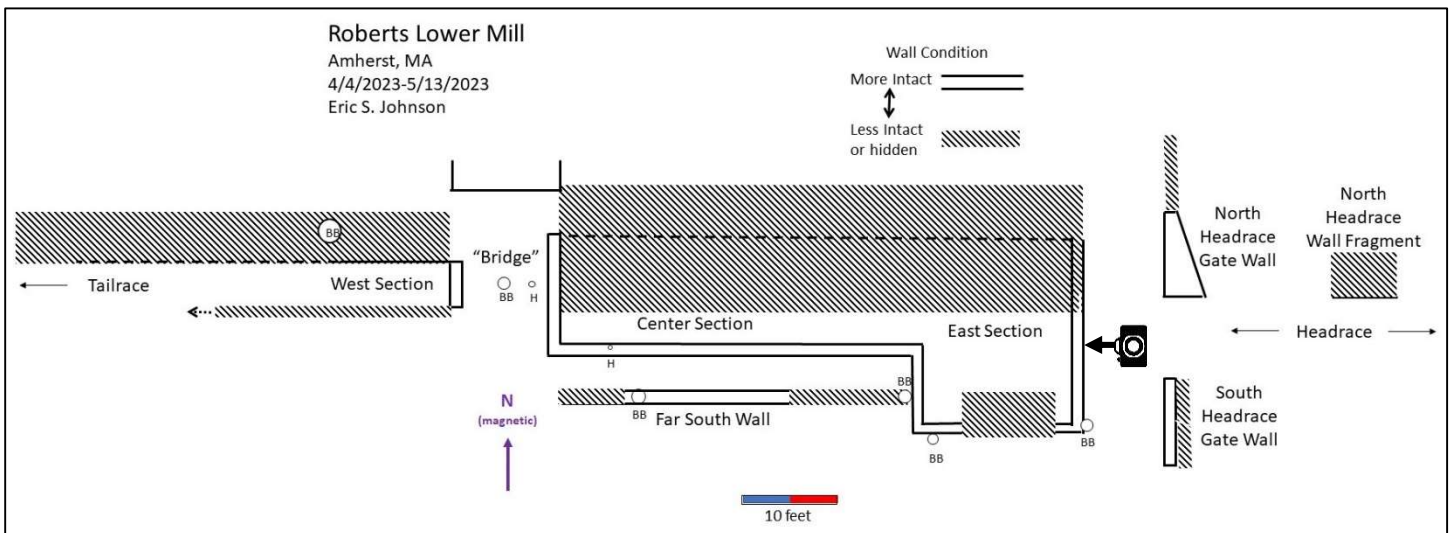 Roberts Lower Mill
Amherst, MA
4/4/2023-5/13/2023
Eric S. Johnson
Wall Condition
More Intact
Less Intact
or hidden
BB
Tailrace
West Section
"Bridge"
BB
H
Center Section
East Section
H
BB
BB
Far South Wall
BB
BB
North
Headrace
Gate Wall
North
Headrace
Wall Fragment
Headrace
South
Headrace
Gate Wall
N
(magnetic)
10 feet